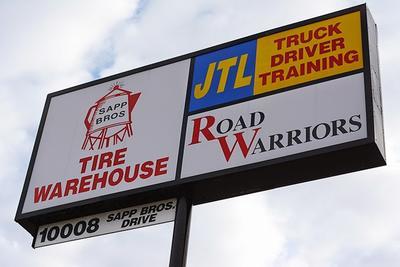 SAPP
BROS
TIRE
WAREHOUSE
JTL
TRUCK
DRIVER
TRAINING
ROAD
WARRIORS
10008 SAPP BROS.
DRIVE